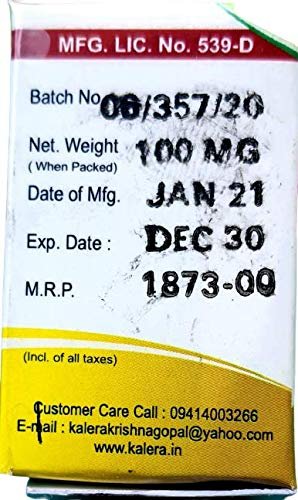 MFG. LIC. No. 539-D
Batch No. 06/357/20
Net. Weight : 100 MG
( When Packed)
Date of Mfg. JAN 21
Exp. Date : DEC 30
M.R.P. 1873-00
(Incl. of all taxes)
Customer Care Call : 09414003266
E-mail : kalerakrishnagopal@yahoo.com
www.kalera.in